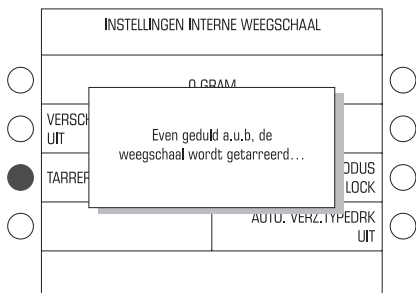 INSTELLINGEN INTERNE WEEGSCHAAL
0 GRAM
VERSCH
UIT
Even geduld a.u.b, de
weegschaal wordt getarreerd...
TARRER
ODUS
LOCK
AUTO. VERZ.TYPEDRK
UIT